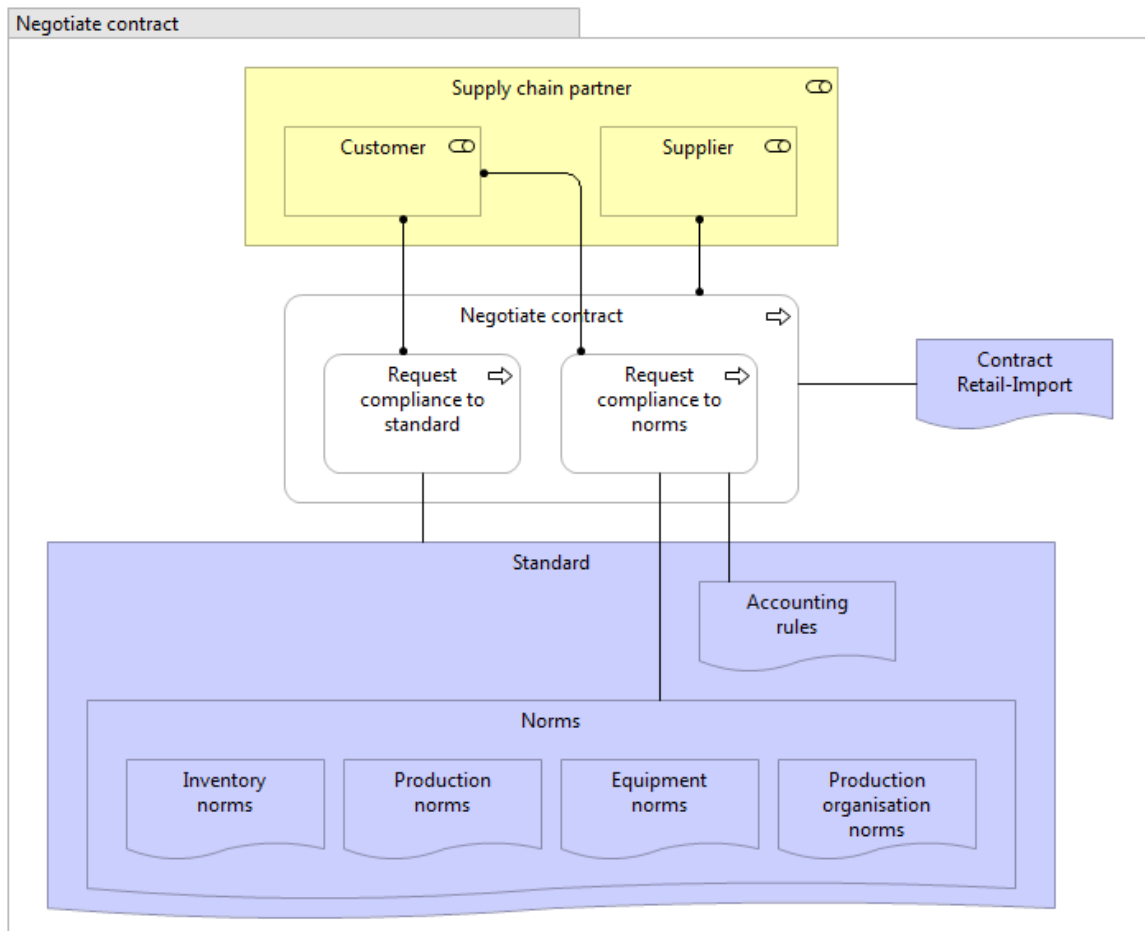 Negotiate contract
Supply chain partner
Customer
Supplier
Negotiate contract
Request
compliance to
standard
Request
compliance to
norms
Contract
Retail-Import
Standard
Accounting
rules
Norms
Inventory
norms
Production
norms
Equipment
norms
Production
organisation
norms